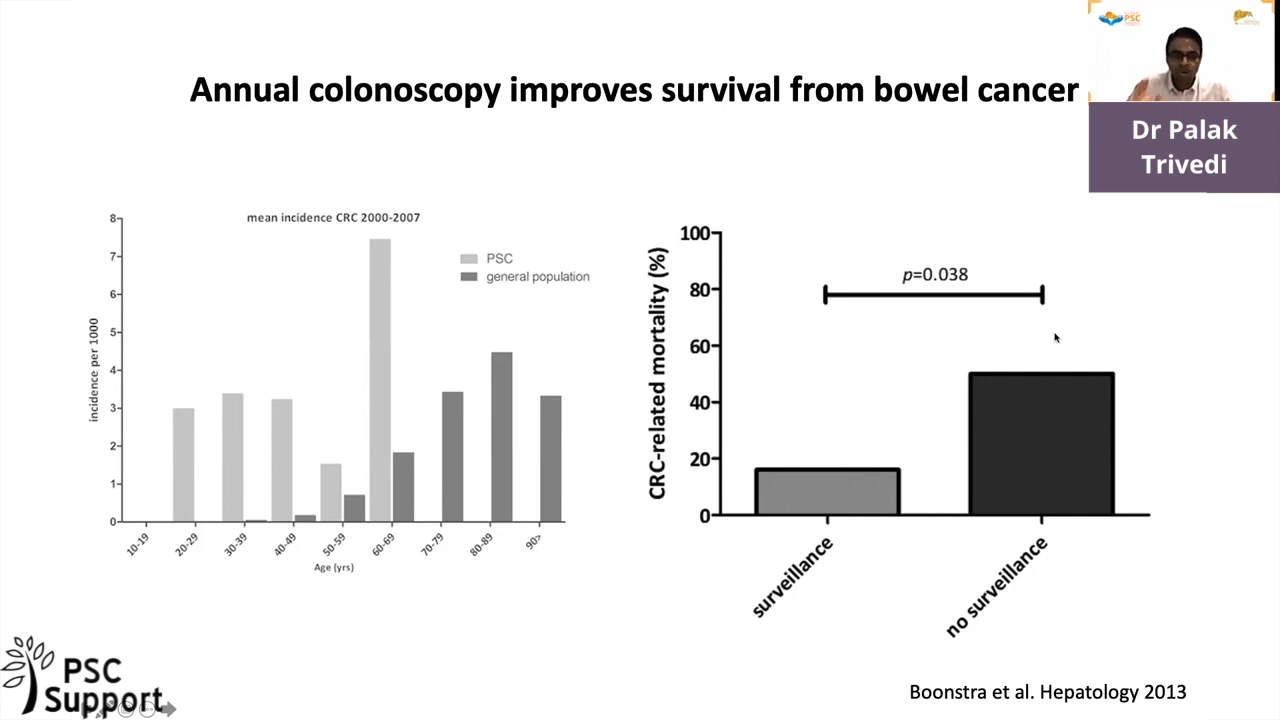 Annual colonoscopy improves survival from bowel cancer
PSC
Dr Palak
Trivedi
mean incidence CRC 2000-2007
PSC
general population
incidence per 1000
8
7
6
5
4
3
2
1
0
10-19
20-29
30-39
40-49
50-59
60-69
70-79
80-89
90>
Age (yrs)
CRC-related mortality (%)
100
80
60
40
20
0
p=0.038
surveillance
no surveillance
PSC
Support
Boonstra et al. Hepatology 2013